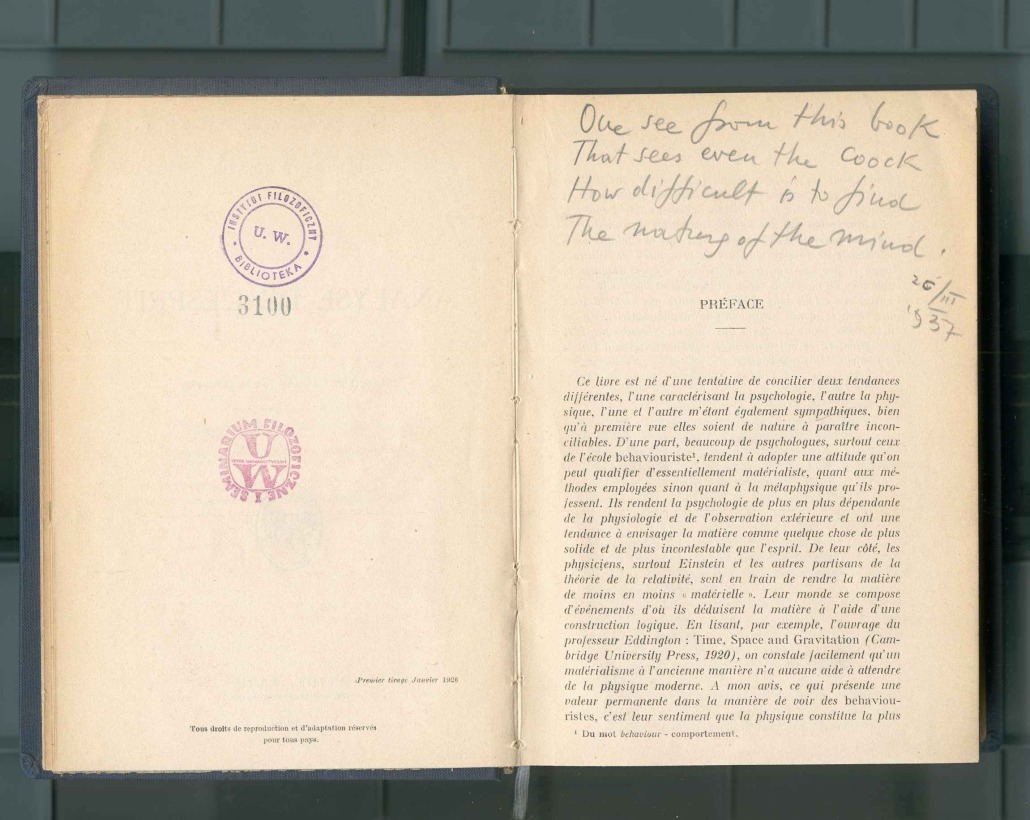 INSTYTUT FILOZOFICZNY
U. W.
BIBLIOTEKA
3100
SEMINARIUM FILOZOFICZNE I
UW
Premier tirage Janvier 1926
Tous droits de reproduction et d'adaptation réservés
pour tous pays.
One see from this book
That sees even the coock
How difficult is to find
The nature of the mind.
26/III
1937
PRÉFACE
Ce livre est né d'une tentative de concilier deux tendances
différentes, l'une caractérisant la psychologie, l'autre la phy-
sique, l'une et l'autre m'étant également sympathiques, bien
qu'à première vue elles soient de nature à paraître incon-
ciliables. D'une part, beaucoup de psychologues, surtout ceux
de l'école behaviouriste¹, tendent à adopter une attitude qu'on
peut qualifier d'essentiellement matérialiste, quant aux mé-
thodes employées sinon quant à la métaphysique qu'ils pro-
fessent. Ils rendent la psychologie de plus en plus dépendante
de la physiologie et de l'observation extérieure et ont une
tendance à envisager la matière comme quelque chose de plus
solide et de plus incontestable que l'esprit. De leur côté, les
physiciens, surtout Einstein et les autres partisans de la
théorie de la relativité, sont en train de rendre la matière
de moins en moins « matérielle ». Leur monde se compose
d'événements d'où ils déduisent la matière à l'aide d'une
construction logique. En lisant, par exemple, l'ouvrage du
professeur Eddington : Time, Space and Gravitation (Cam-
bridge University Press, 1920), on constate facilement qu'un
matérialisme à l'ancienne manière n'a aucune aide à attendre
de la physique moderne. A mon avis, ce qui présente une
valeur permanente dans la manière de voir des behaviou-
ristes, c'est leur sentiment que la physique constitue la plus
¹ Du mot behaviour - comportement.